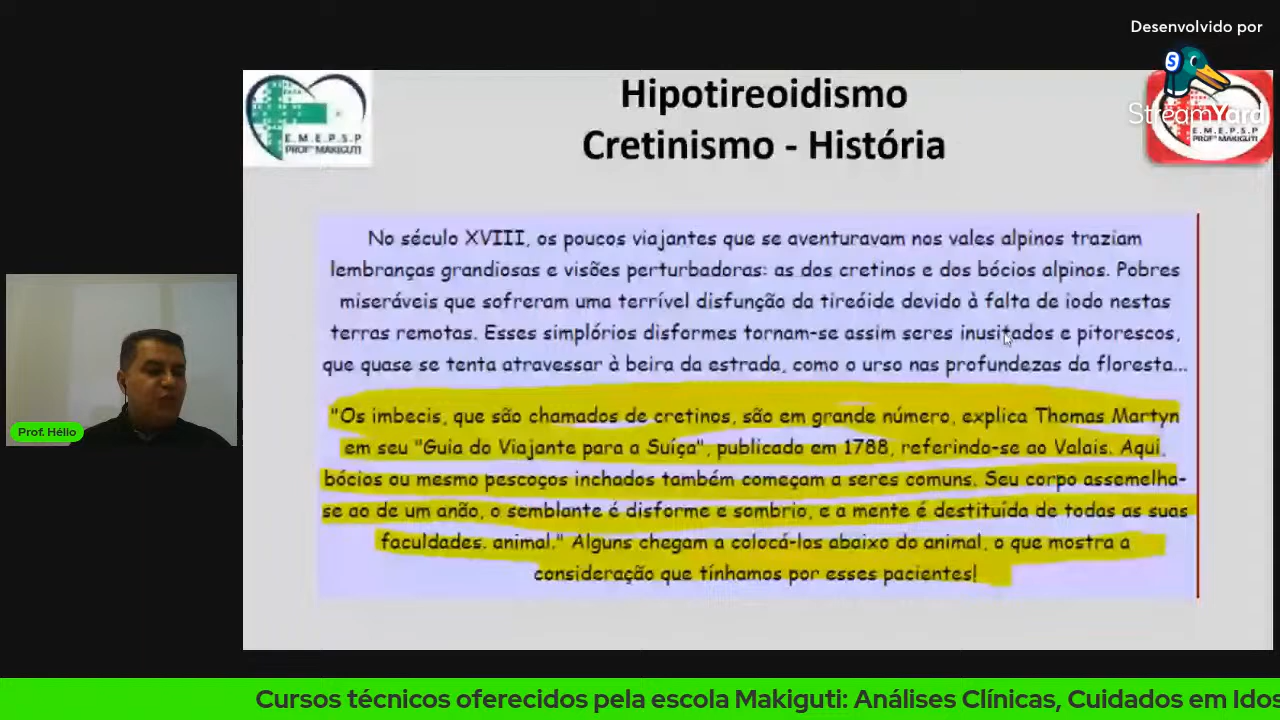 Desenvolvido por
StreamYard
E.M.E.P.S.P
PROFº MAKIGUTI
E.M.E.P.S.P
PROFº MAKIGUTI
Hipotireoidismo
Cretinismo - História
No século XVIII, os poucos viajantes que se aventuravam nos vales alpinos traziam
lembranças grandiosas e visões perturbadoras: as dos cretinos e dos bócios alpinos. Pobres
miseráveis que sofreram uma terrível disfunção da tireóide devido à falta de iodo nestas
terras remotas. Esses simplórios disformes tornam-se assim seres inusitados e pitorescos,
que quase se tenta atravessar à beira da estrada, como o urso nas profundezas da floresta...
"Os imbecis, que são chamados de cretinos, são em grande número, explica Thomas Martyn
em seu "Guia do Viajante para a Suíça", publicado em 1788, referindo-se ao Valais. Aqui,
bócios ou mesmo pescoços inchados também começam a seres comuns. Seu corpo assemelha-
se ao de um anão, o semblante é disforme e sombrio, e a mente é destituída de todas as suas
faculdades. animal." Alguns chegam a colocá-los abaixo do animal, o que mostra a
consideração que tínhamos por esses pacientes!
Prof. Hélio
Cursos técnicos oferecidos pela escola Makiguti: Análises Clínicas, Cuidados em Idos